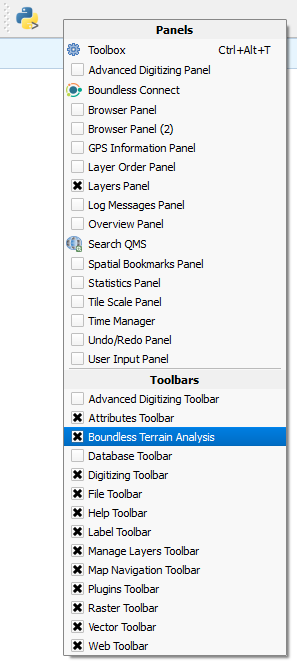 Panels
Toolbox Ctrl+Alt+T
Advanced Digitizing Panel
Boundless Connect
Browser Panel
Browser Panel (2)
GPS Information Panel
Layer Order Panel
Layers Panel
Log Messages Panel
Overview Panel
Search QMS
Spatial Bookmarks Panel
Statistics Panel
Tile Scale Panel
Time Manager
Undo/Redo Panel
User Input Panel
Toolbars
Advanced Digitizing Toolbar
Attributes Toolbar
Boundless Terrain Analysis
Database Toolbar
Digitizing Toolbar
File Toolbar
Help Toolbar
Label Toolbar
Manage Layers Toolbar
Map Navigation Toolbar
Plugins Toolbar
Raster Toolbar
Vector Toolbar
Web Toolbar